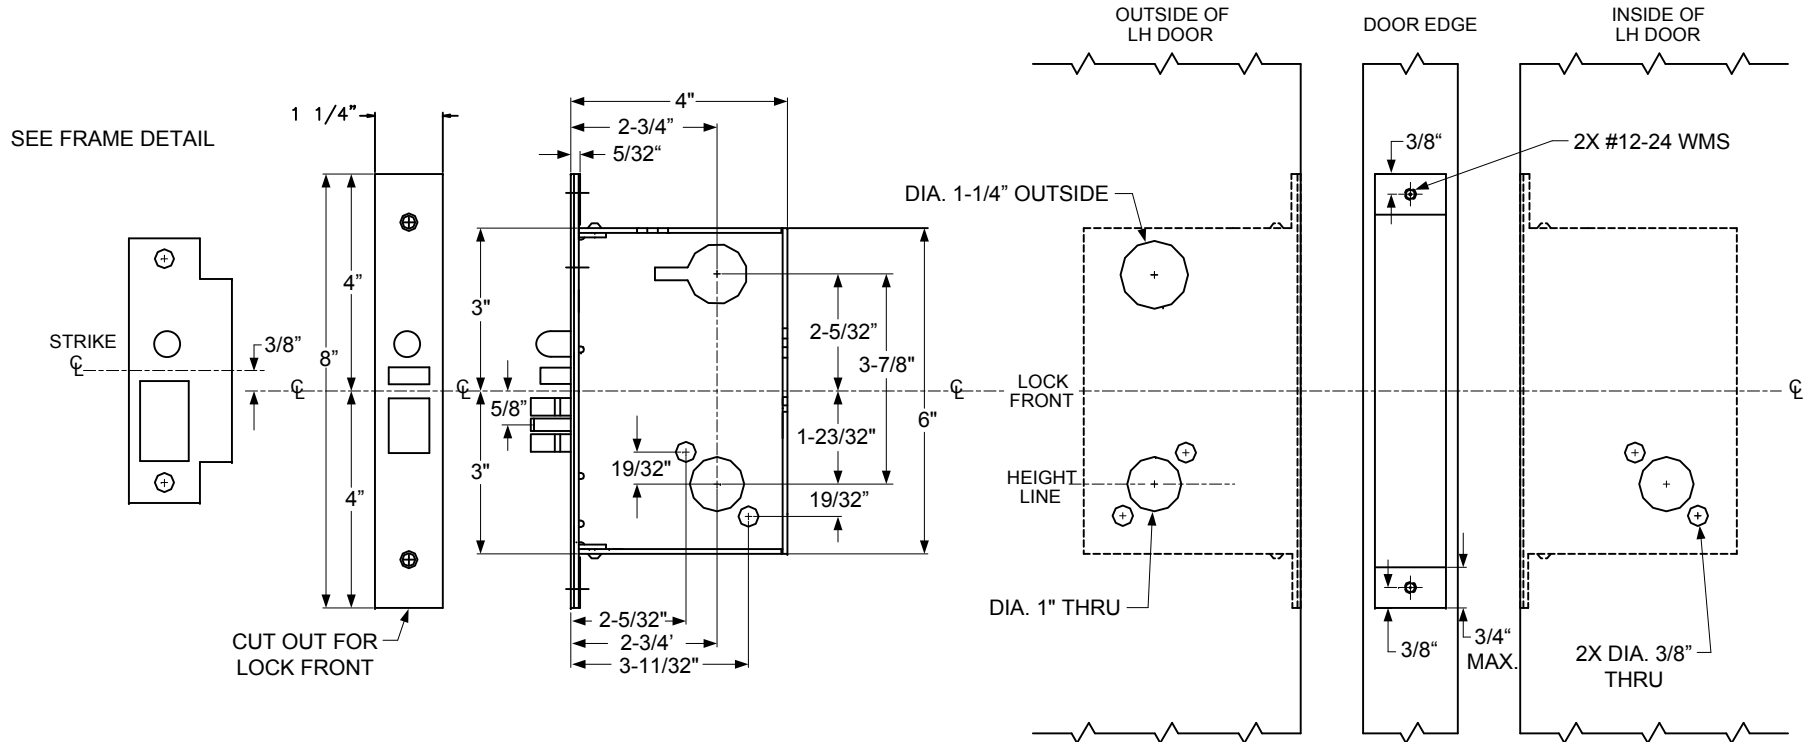 OUTSIDE OF
LH DOOR
DOOR EDGE
INSIDE OF
LH DOOR
SEE FRAME DETAIL
1 1/4"
4"
2-3/4"
5/32"
3/8"
2X #12-24 WMS
DIA. 1-1/4" OUTSIDE
4"
3"
8"
STRIKE
℄
3/8"
℄
℄
2-5/32"
3-7/8"
℄
LOCK
FRONT
℄
5/8"
6"
1-23/32"
4"
3"
19/32"
19/32"
HEIGHT
LINE
DIA. 1" THRU
2-5/32"
2-3/4'
3-11/32"
CUT OUT FOR
LOCK FRONT
3/8"
3/4"
MAX.
2X DIA. 3/8"
THRU